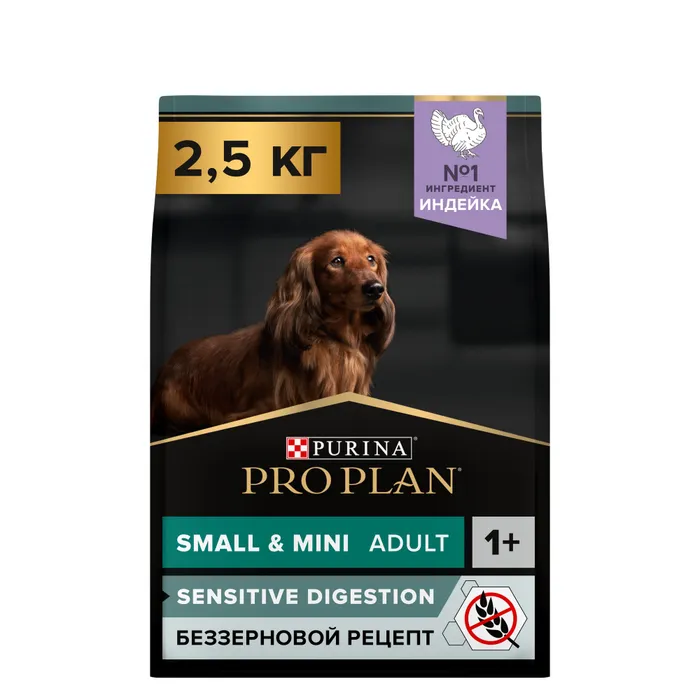 2,5 КГ
№1
ИНГРЕДИЕНТ
ИНДЕЙКА
PURINA®
PRO PLAN®
SMALL & MINI ADULT 1+
SENSITIVE DIGESTION
БЕЗЗЕРНОВОЙ РЕЦЕПТ